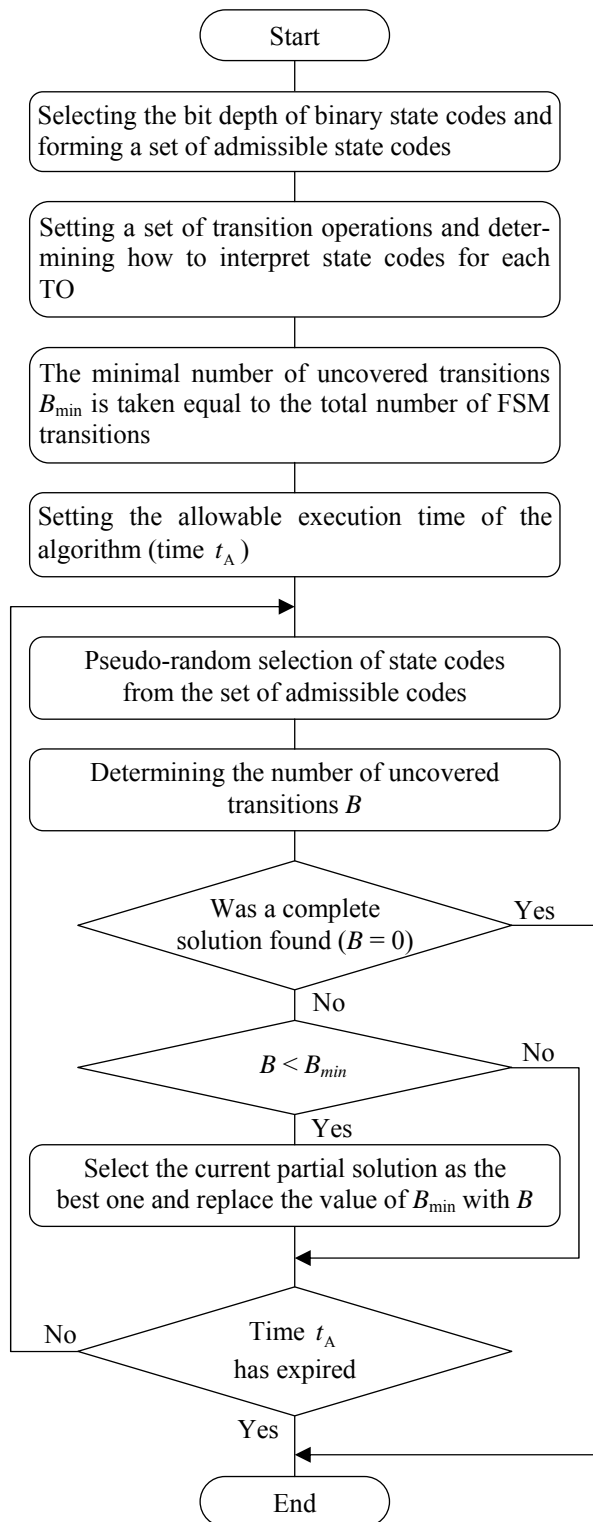 Start
Selecting the bit depth of binary state codes and
forming a set of admissible state codes
Setting a set of transition operations and deter-
mining how to interpret state codes for each
TO
The minimal number of uncovered transitions
B_min is taken equal to the total number of FSM
transitions
Setting the allowable execution time of the
algorithm (time t_A )
Pseudo-random selection of state codes
from the set of admissible codes
Determining the number of uncovered
transitions B
Was a complete
solution found (B = 0)
Yes
No
B < B_min
No
Yes
Select the current partial solution as the
best one and replace the value of B_min with B
No
Time t_A
has expired
Yes
End